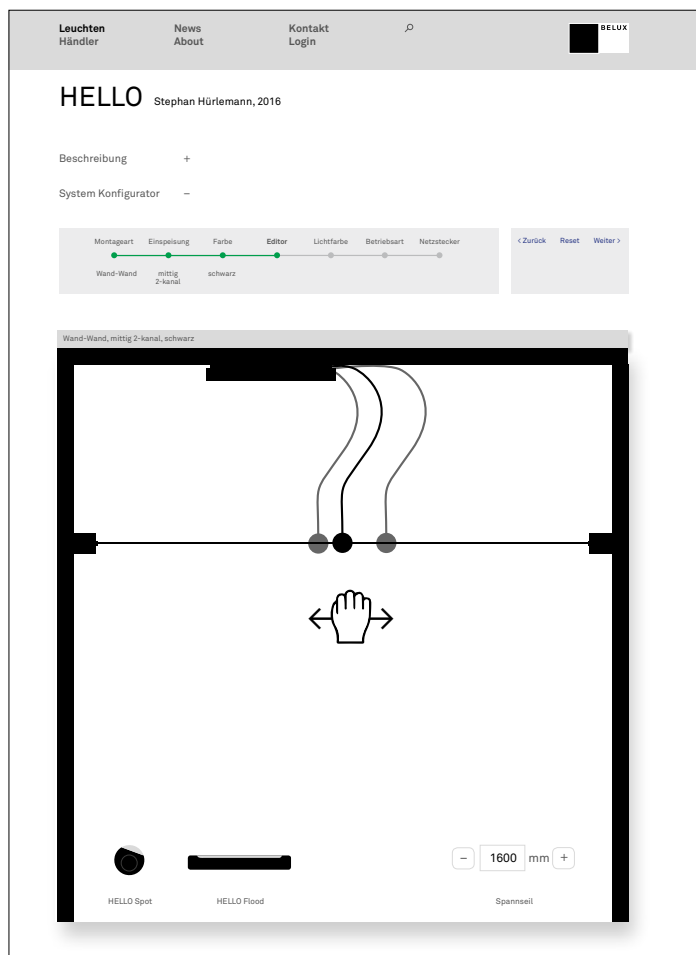 Leuchten News Kontakt
Händler About Login
BELUX
HELLO Stephan Hürlemann, 2016
Beschreibung +
System Konfigurator –
Montageart Einspeisung Farbe Editor Lichtfarbe Betriebsart Netzstecker
Wand-Wand mittig schwarz
2-kanal
< Zurück Reset Weiter >
Wand-Wand, mittig 2-kanal, schwarz
– 1600 mm +
HELLO Spot HELLO Flood Spannseil